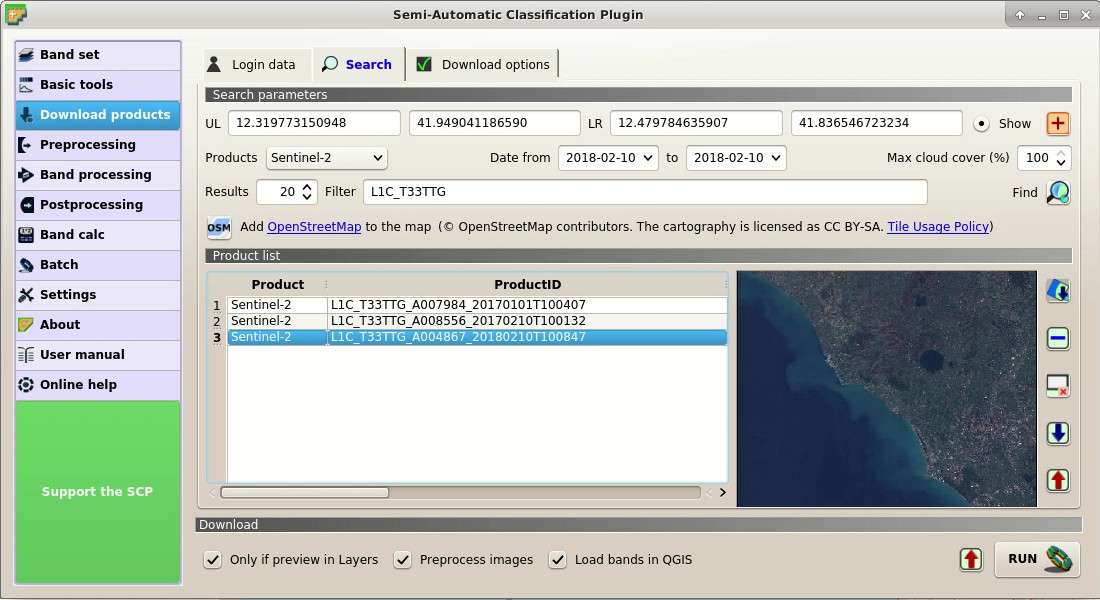 Semi-Automatic Classification Plugin
Band set
Basic tools
Download products
Preprocessing
Band processing
Postprocessing
Band calc
Batch
Settings
About
User manual
Online help
Support the SCP
Login data Search Download options
Search parameters
UL 12.319773150948 41.949041186590 LR 12.479784635907 41.836546723234 Show
Products Sentinel-2 Date from 2018-02-10 to 2018-02-10 Max cloud cover (%) 100
Results 20 Filter L1C_T33TTG Find
OSM Add OpenStreetMap to the map (© OpenStreetMap contributors. The cartography is licensed as CC BY-SA. Tile Usage Policy)
Product list
Product ProductID
1 Sentinel-2 L1C_T33TTG_A007984_20170101T100407
2 Sentinel-2 L1C_T33TTG_A008556_20170210T100132
3 Sentinel-2 L1C_T33TTG_A004867_20180210T100847
Download
Only if preview in Layers Preprocess images Load bands in QGIS RUN